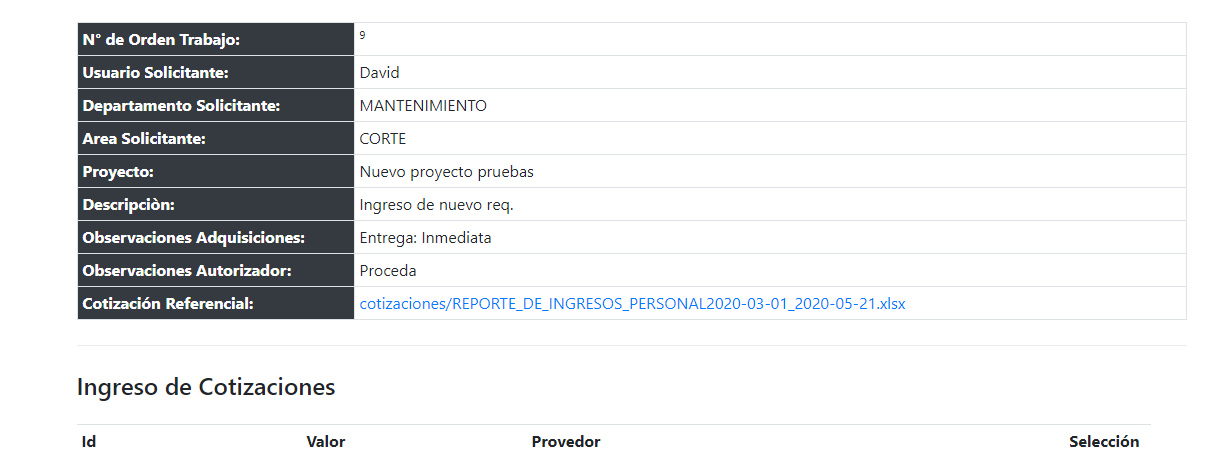 N° de Orden Trabajo: 9
Usuario Solicitante: David
Departamento Solicitante: MANTENIMIENTO
Area Solicitante: CORTE
Proyecto: Nuevo proyecto pruebas
Descripciòn: Ingreso de nuevo req.
Observaciones Adquisiciones: Entrega: Inmediata
Observaciones Autorizador: Proceda
Cotización Referencial: cotizaciones/REPORTE_DE_INGRESOS_PERSONAL2020-03-01_2020-05-21.xlsx
Ingreso de Cotizaciones
Id Valor Provedor Selección